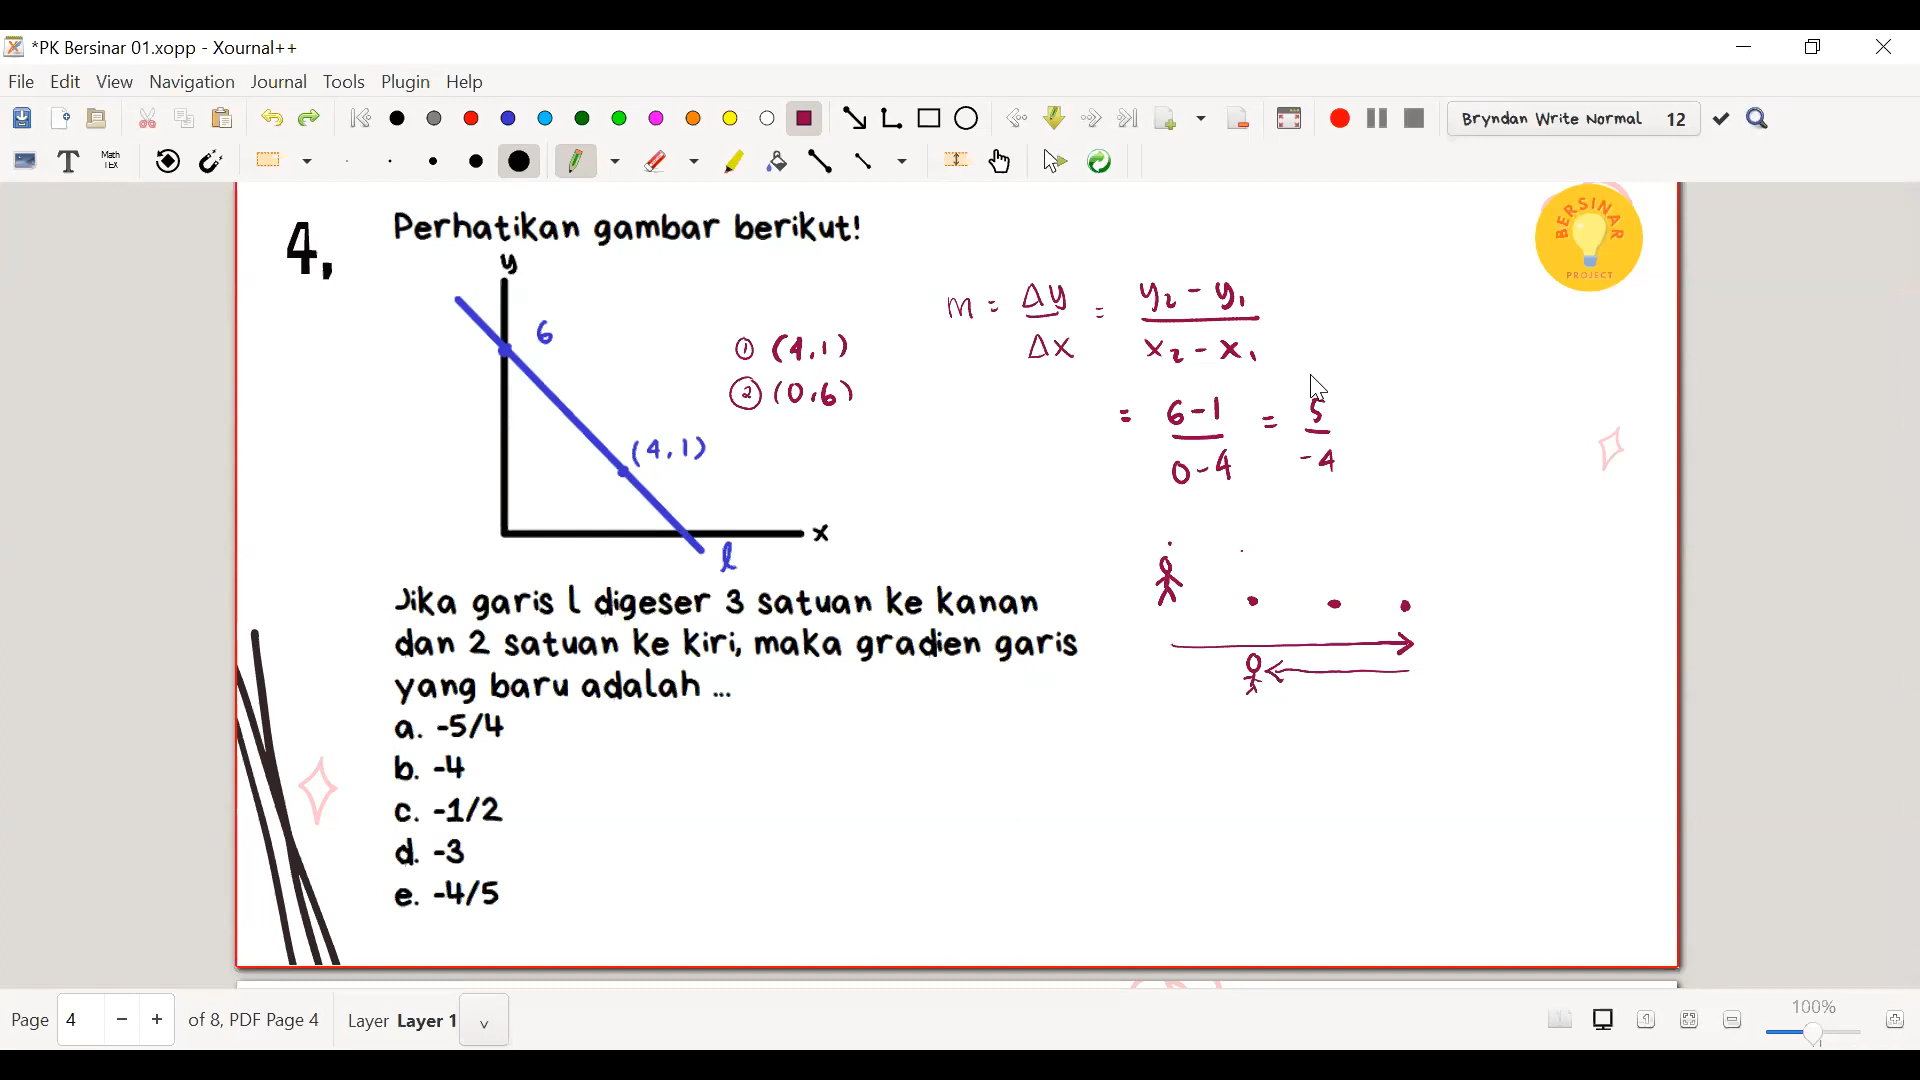 *PK Bersinar 01.xopp - Xournal++
File Edit View Navigation Journal Tools Plugin Help
Bryndan Write Normal 12
T Math TEX
BERSINAR
PROJECT
4.
Perhatikan gambar berikut!
y
6
(4,1)
x
l
① (4,1)
② (0,6)
m = Δy/Δx = y₂ - y₁/x₂ - x₁
= 6-1/0-4 = 5/-4
Jika garis l digeser 3 satuan ke kanan
dan 2 satuan ke kiri, maka gradien garis
yang baru adalah ...
a. -5/4
b. -4
c. -1/2
d. -3
e. -4/5
Page 4 − + of 8, PDF Page 4 Layer Layer 1
100%